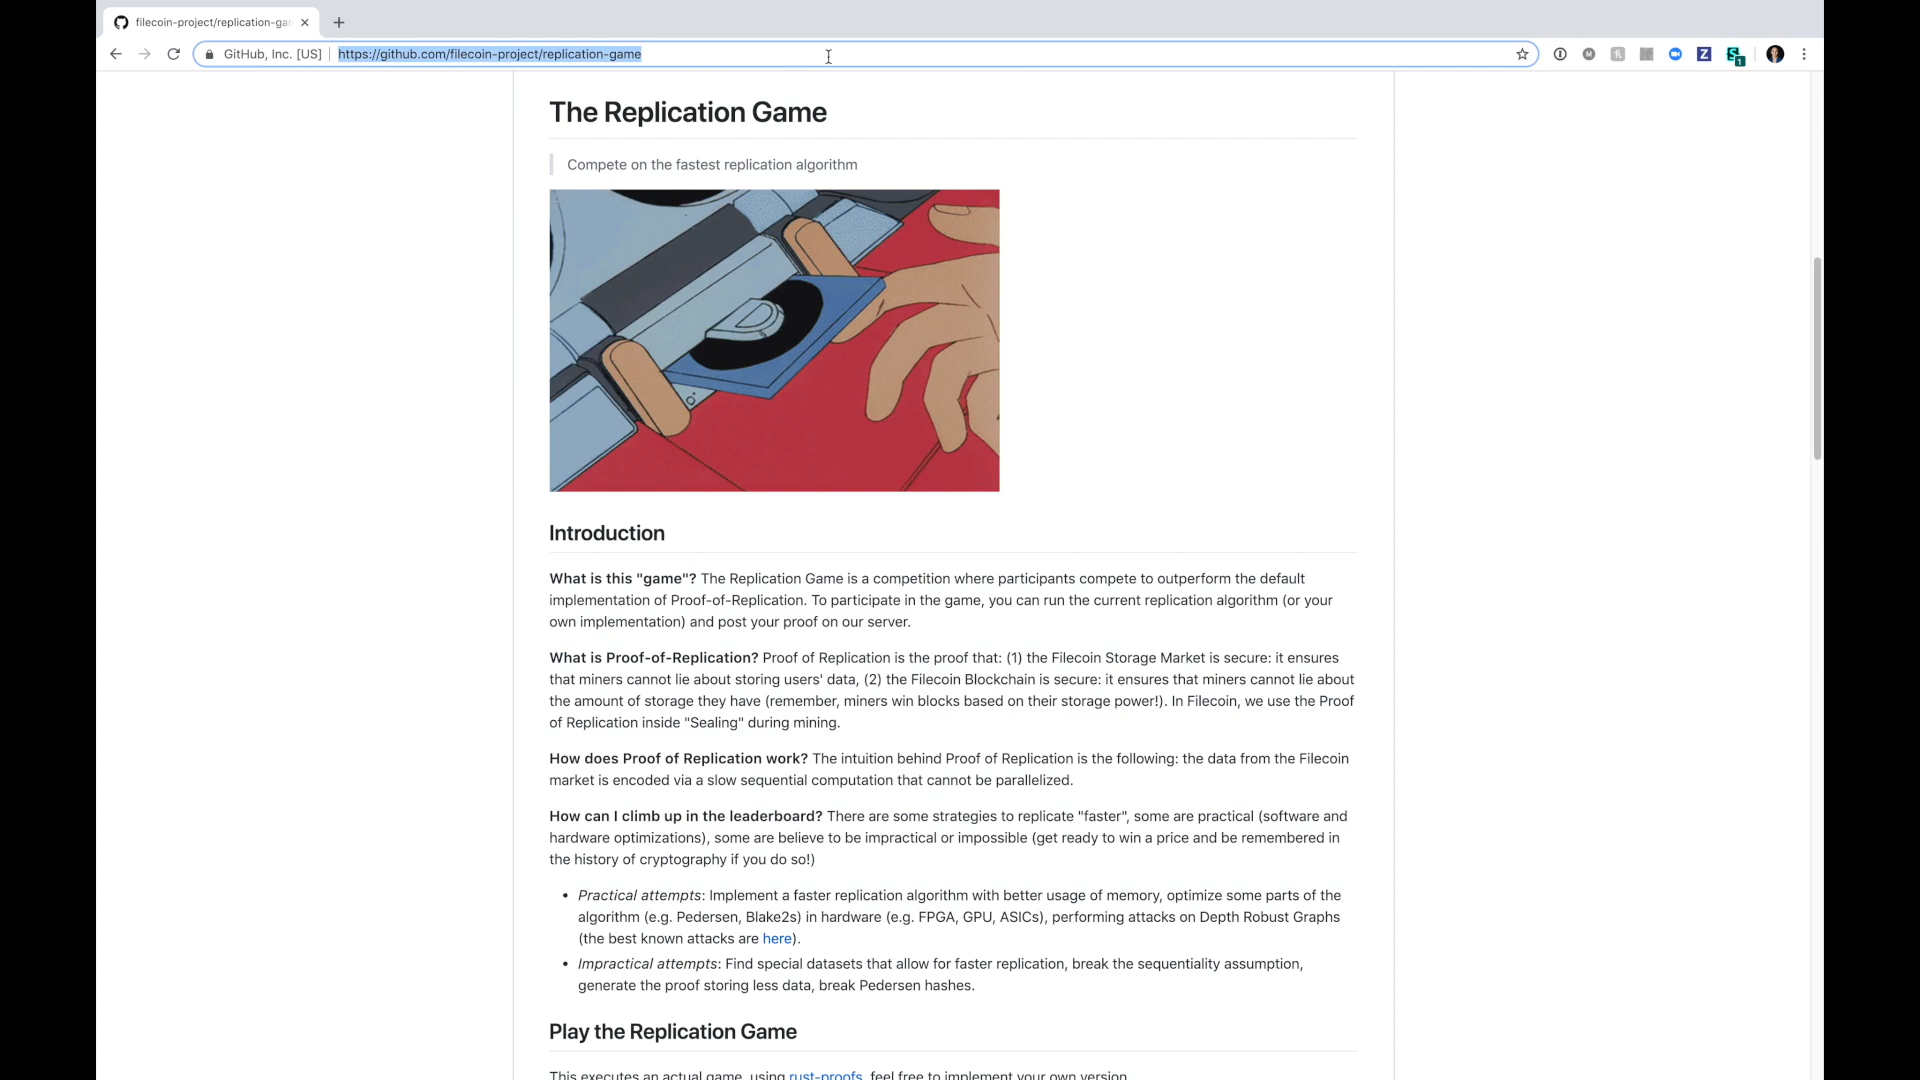 filecoin-project/replication-gar
GitHub, Inc. [US] | https://github.com/filecoin-project/replication-game
The Replication Game
Compete on the fastest replication algorithm
Introduction
What is this "game"? The Replication Game is a competition where participants compete to outperform the default
implementation of Proof-of-Replication. To participate in the game, you can run the current replication algorithm (or your
own implementation) and post your proof on our server.
What is Proof-of-Replication? Proof of Replication is the proof that: (1) the Filecoin Storage Market is secure: it ensures
that miners cannot lie about storing users' data, (2) the Filecoin Blockchain is secure: it ensures that miners cannot lie about
the amount of storage they have (remember, miners win blocks based on their storage power!). In Filecoin, we use the Proof
of Replication inside "Sealing" during mining.
How does Proof of Replication work? The intuition behind Proof of Replication is the following: the data from the Filecoin
market is encoded via a slow sequential computation that cannot be parallelized.
How can I climb up in the leaderboard? There are some strategies to replicate "faster", some are practical (software and
hardware optimizations), some are believe to be impractical or impossible (get ready to win a price and be remembered in
the history of cryptography if you do so!)
• Practical attempts: Implement a faster replication algorithm with better usage of memory, optimize some parts of the
algorithm (e.g. Pedersen, Blake2s) in hardware (e.g. FPGA, GPU, ASICs), performing attacks on Depth Robust Graphs
(the best known attacks are here).
• Impractical attempts: Find special datasets that allow for faster replication, break the sequentiality assumption,
generate the proof storing less data, break Pedersen hashes.
Play the Replication Game
This executes an actual game, using rust-proofs, feel free to implement your own version.